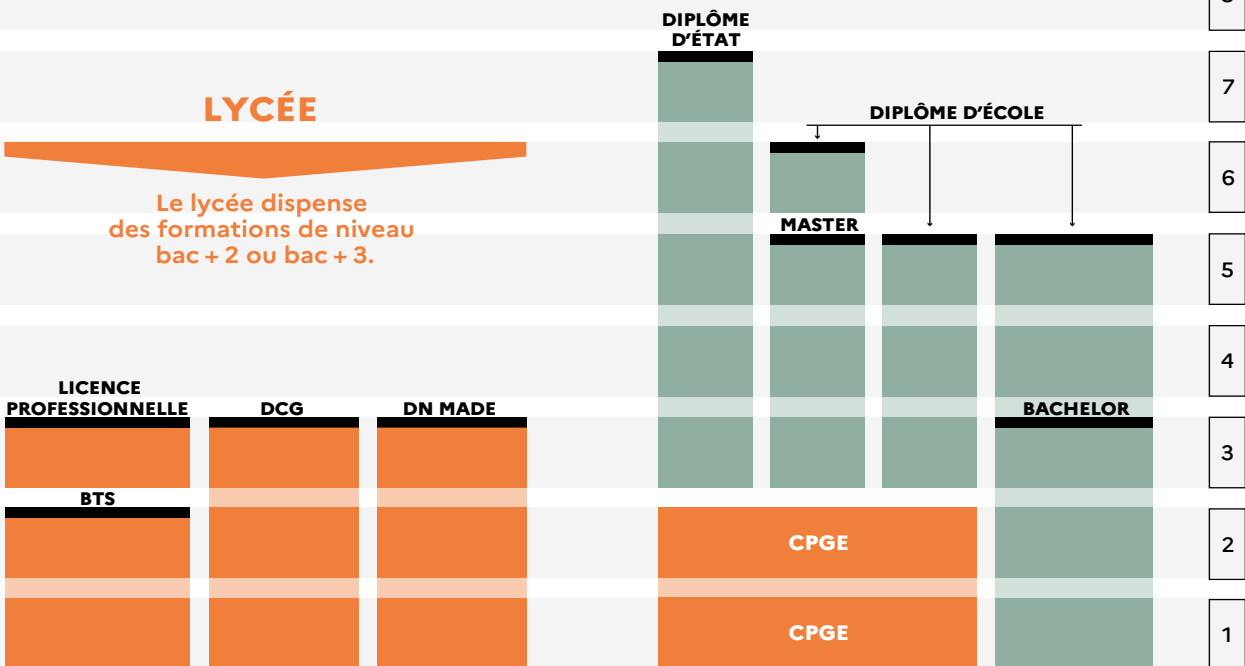 DIPLÔME
D'ÉTAT
7
LYCÉE
DIPLÔME D'ÉCOLE
6
Le lycée dispense
des formations de niveau
bac + 2 ou bac + 3.
MASTER
5
4
LICENCE
PROFESSIONNELLE
DCG
DN MADE
BACHELOR
3
BTS
CPGE
2
CPGE
1